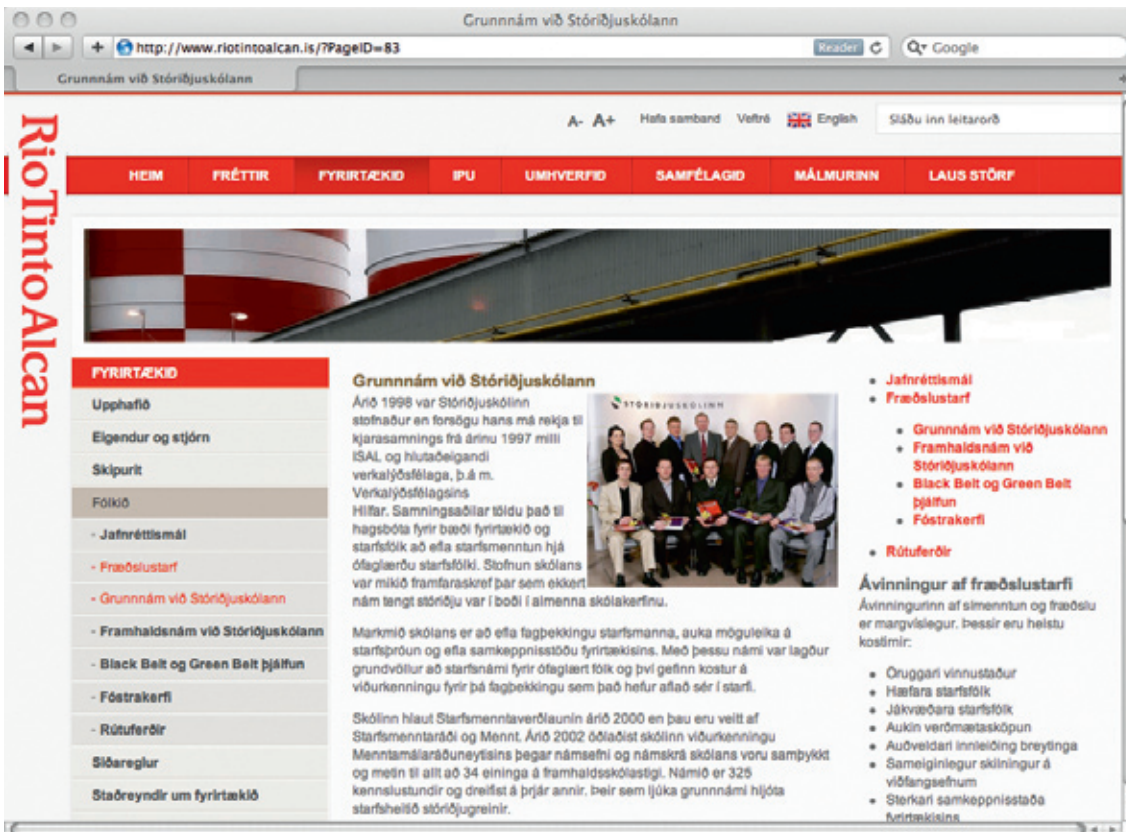 Grunnnám við Stóriðjuskólann
http://www.riotintoalcan.is/?PageID=83
Reader
Google
Grunnnám við Stóriðjuskólann
A- A+ Hafa samband Veftré English Sláðu inn leitarorð
Rio Tinto Alcan
HEIM FRÉTTIR FYRIRTÆKIÐ IPU UMHVERFIÐ SAMFÉLAGIÐ MÁLMURINN LAUS STÖRF
FYRIRTÆKIÐ
Upphafið
Eigendur og stjórn
Skipurit
Fólkið
- Jafnréttismál
- Fræðslustarf
- Grunnnám við Stóriðjuskólann
- Framhaldsnám við Stóriðjuskólann
- Black Belt og Green Belt þjálfun
- Fóstrakerfi
- Rútuferðir
Siðareglur
Staðreyndir um fyrirtækið
Grunnnám við Stóriðjuskólann
Árið 1998 var Stóriðjuskólinn
stofnaður en forsögu hans má rekja til
kjarasamnings frá árinu 1997 milli
ISAL og hlutaðeigandi
verkalýðsfélaga, þ.á m.
Verkalýðsfélagsins
Hlífar. Samningsaðilar töldu það til
hagsbóta fyrir bæði fyrirtækið og
starfsfólk að efla starfsmenntun hjá
ófaglærðu starfsfólki. Stofnun skólans
var mikið framfaraskref þar sem ekkert
nám tengt stóriðju var í boði í almenna skólakerfinu.
STÓRIÐJUSKÓLINN
Markmið skólans er að efla fagþekkingu starfsmanna, auka möguleika á
starfsþróun og efla samkeppnisstöðu fyrirtækisins. Með þessu námi var lagður
grundvöllur að starfsnámi fyrir ófaglært fólk og því gefinn kostur á
viðurkenningu fyrir þá fagþekkingu sem það hefur aflað sér í starfi.
Skólinn hlaut Starfsmenntaverðlaunin árið 2000 en þau eru veitt af
Starfsmenntaráði og Mennt. Árið 2002 öðlaðist skólinn viðurkenningu
Menntamálaráðuneytisins þegar námsefni og námskrá skólans voru samþykkt
og metin til allt að 34 eininga á framhaldsskólastigi. Námið er 325
kennslustundir og dreifist á þrjár annir. Þeir sem ljúka grunnnámi hljóta
starfsheitið stóriðjugreinir.
Jafnréttismál
Fræðslustarf
Grunnnám við Stóriðjuskólann
Framhaldsnám við
Stóriðjuskólann
Black Belt og Green Belt
þjálfun
Fóstrakerfi
Rútuferðir
Ávinningur af fræðslustarfi
Ávinningurinn af símenntun og fræðslu
er margvíslegur. Þessir eru helstu
kostirnir:
Öruggari vinnustaður
Hæfara starfsfólk
Jákvæðara starfsfólk
Aukin verðmætasköpun
Auðveldari innleiðing breytinga
Sameiginlegur skilningur á
viðfangsefnum
Sterkari samkeppnisstaða
fyrirtækisins